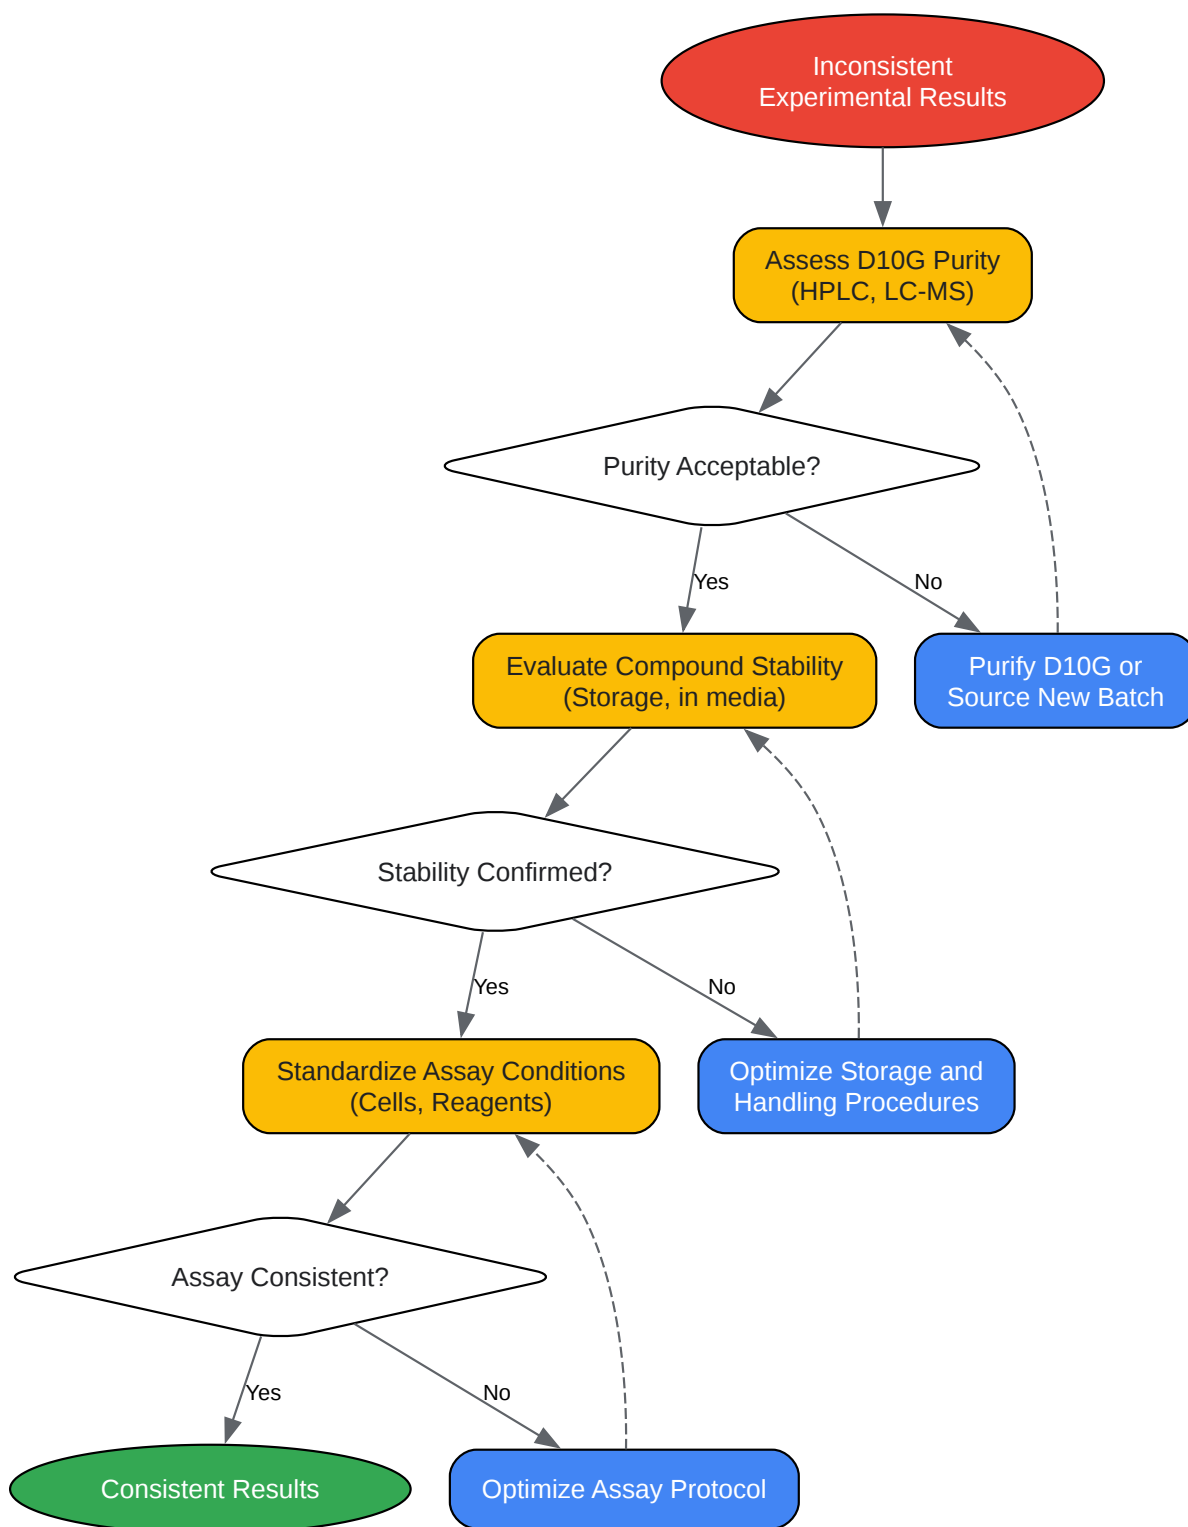 Inconsistent
Experimental Results
Assess D10G Purity
(HPLC, LC-MS)
Purity Acceptable?
Yes
No
Evaluate Compound Stability
(Storage, in media)
Purify D10G or
Source New Batch
Stability Confirmed?
Yes
No
Standardize Assay Conditions
(Cells, Reagents)
Optimize Storage and
Handling Procedures
Assay Consistent?
Yes
No
Consistent Results
Optimize Assay Protocol